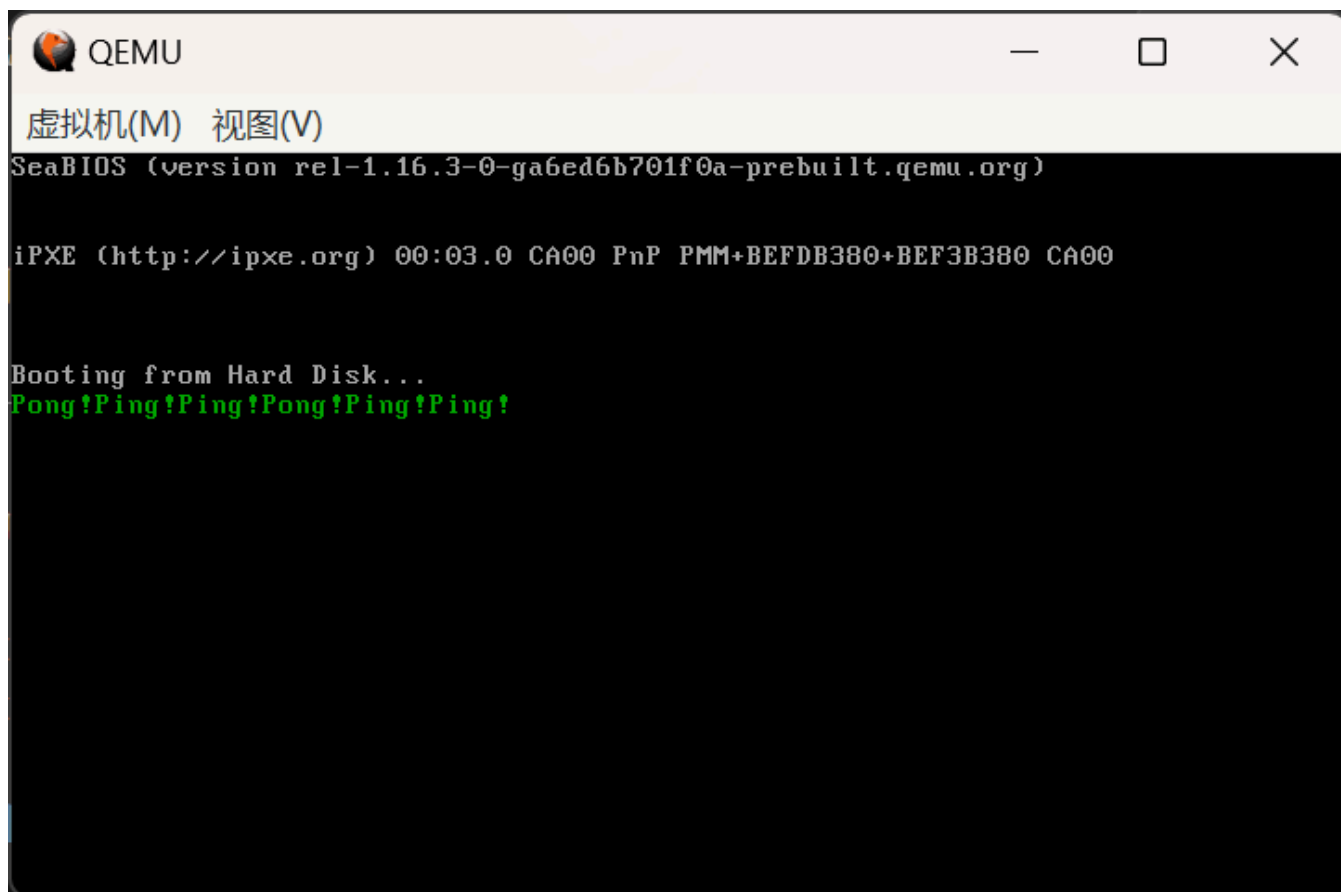 QEMU
虚拟机(M) 视图(V)
SeaBIOS (version rel-1.16.3-0-ga6ed6b701f0a-prebuilt.qemu.org)
iPXE (http://ipxe.org) 00:03.0 CA00 PnP PMM+BEFDB380+BEF3B380 CA00
Booting from Hard Disk...
Pong!Ping!Ping!Pong!Ping!Ping!